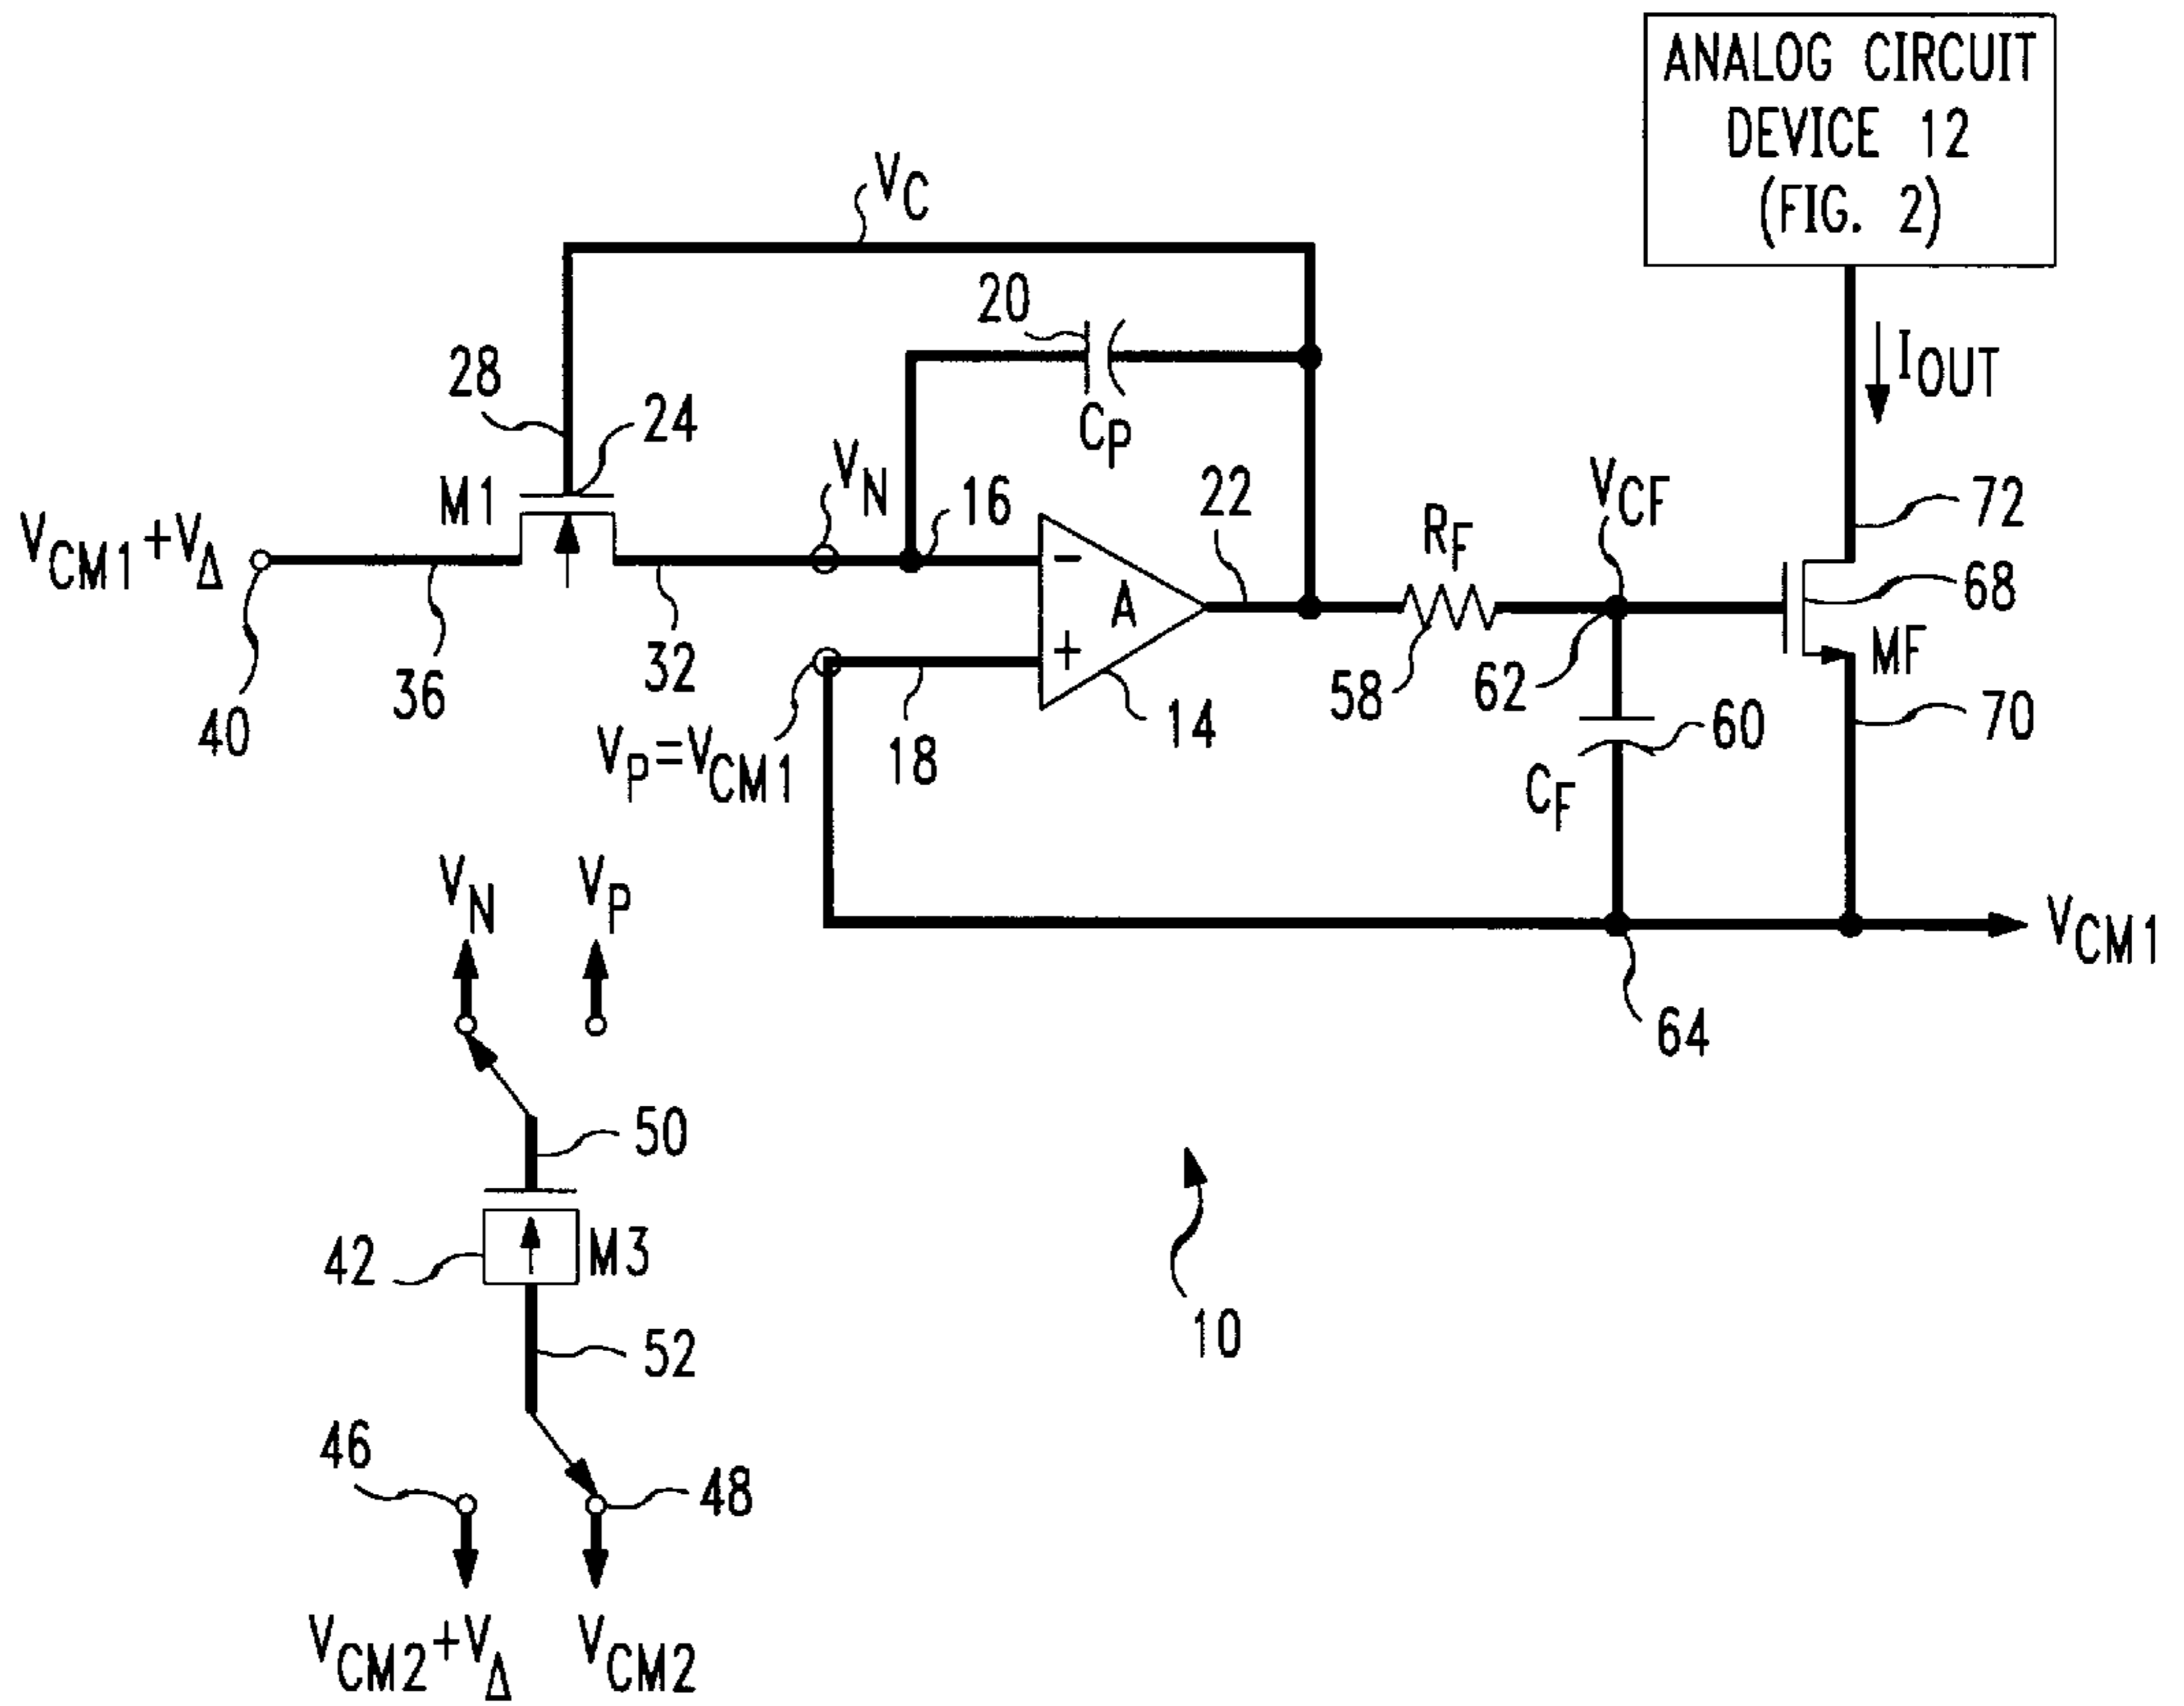 ANALOG CIRCUIT
DEVICE 12
(FIG. 2)
VC
20
28
24
CP
IOUT
M1
VN
16
22
RF
VCF
72
VCM1+VΔ
-
A
+
68
MF
40
36
32
VP=VCM1
18
14
58
62
60
70
CF
VN
VP
VCM1
64
50
42
M3
10
52
46
48
VCM2+VΔ
VCM2